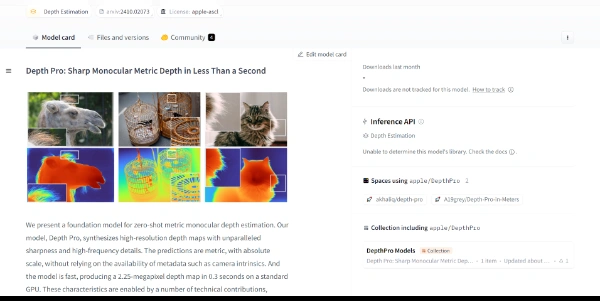 Depth Estimation arxiv:2410.02073 License: apple-ascl
Model card Files and versions Community 4
Edit model card
Depth Pro: Sharp Monocular Metric Depth in Less Than a Second
We present a foundation model for zero-shot metric monocular depth estimation. Our
model, Depth Pro, synthesizes high-resolution depth maps with unparalleled
sharpness and high-frequency details. The predictions are metric, with absolute
scale, without relying on the availability of metadata such as camera intrinsics. And
the model is fast, producing a 2.25-megapixel depth map in 0.3 seconds on a standard
GPU. These characteristics are enabled by a number of technical contributions,
Downloads last month
-
Downloads are not tracked for this model. How to track
Inference API
Depth Estimation
Unable to determine this model's library. Check the docs.
Spaces using apple/DepthPro 2
akhaliq/depth-pro A19grey/Depth-Pro-in-Meters
Collection including apple/DepthPro
DepthPro Models Collection
Depth Pro: Sharp Monocular Metric Dep... • 1 item • Updated about...